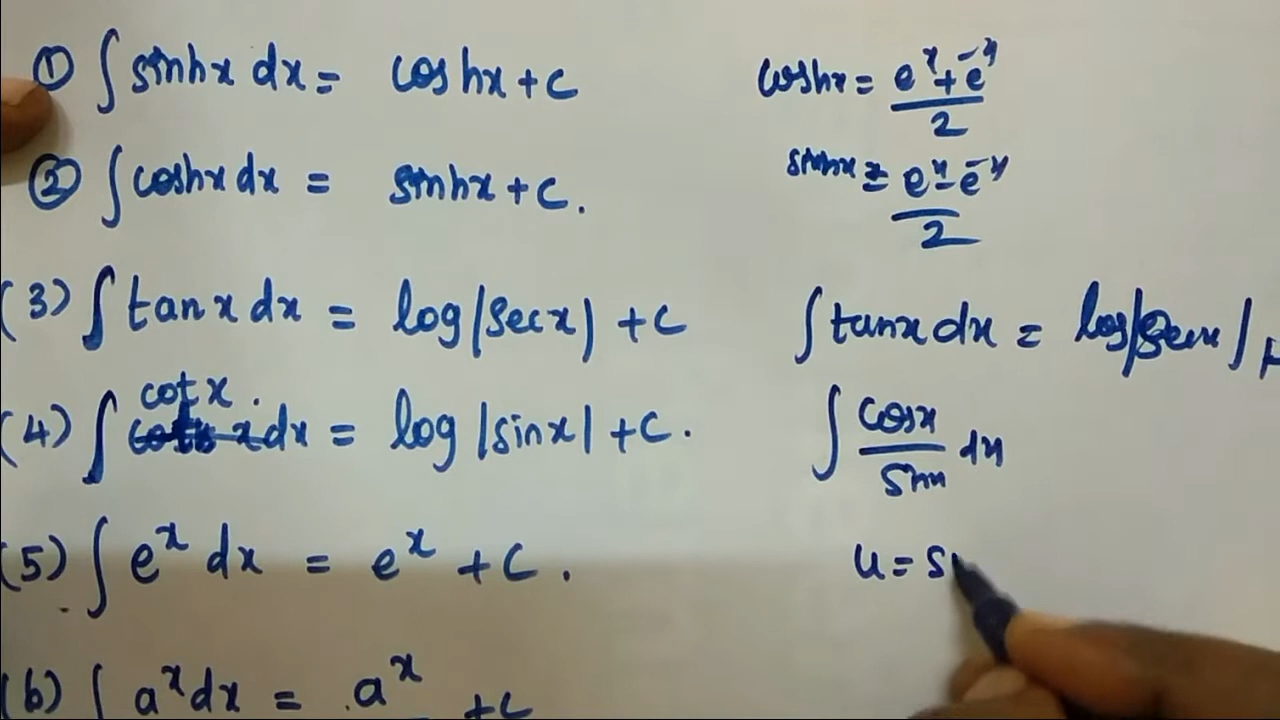 ① ∫ sinhx dx = coshx + c
coshx = e^x + e^-x / 2
② ∫ coshx dx = sinhx + c.
sinhx = e^x - e^-x / 2
(3) ∫ tanx dx = log|secx| + c
∫ tanx dx = log|secx| +
cotx.
(4) ∫ dx = log|sinx| + c.
∫ cosx / sinx dx
(5) ∫ e^x dx = e^x + c.
u = s
(6) ∫ a^x dx = a^x + c